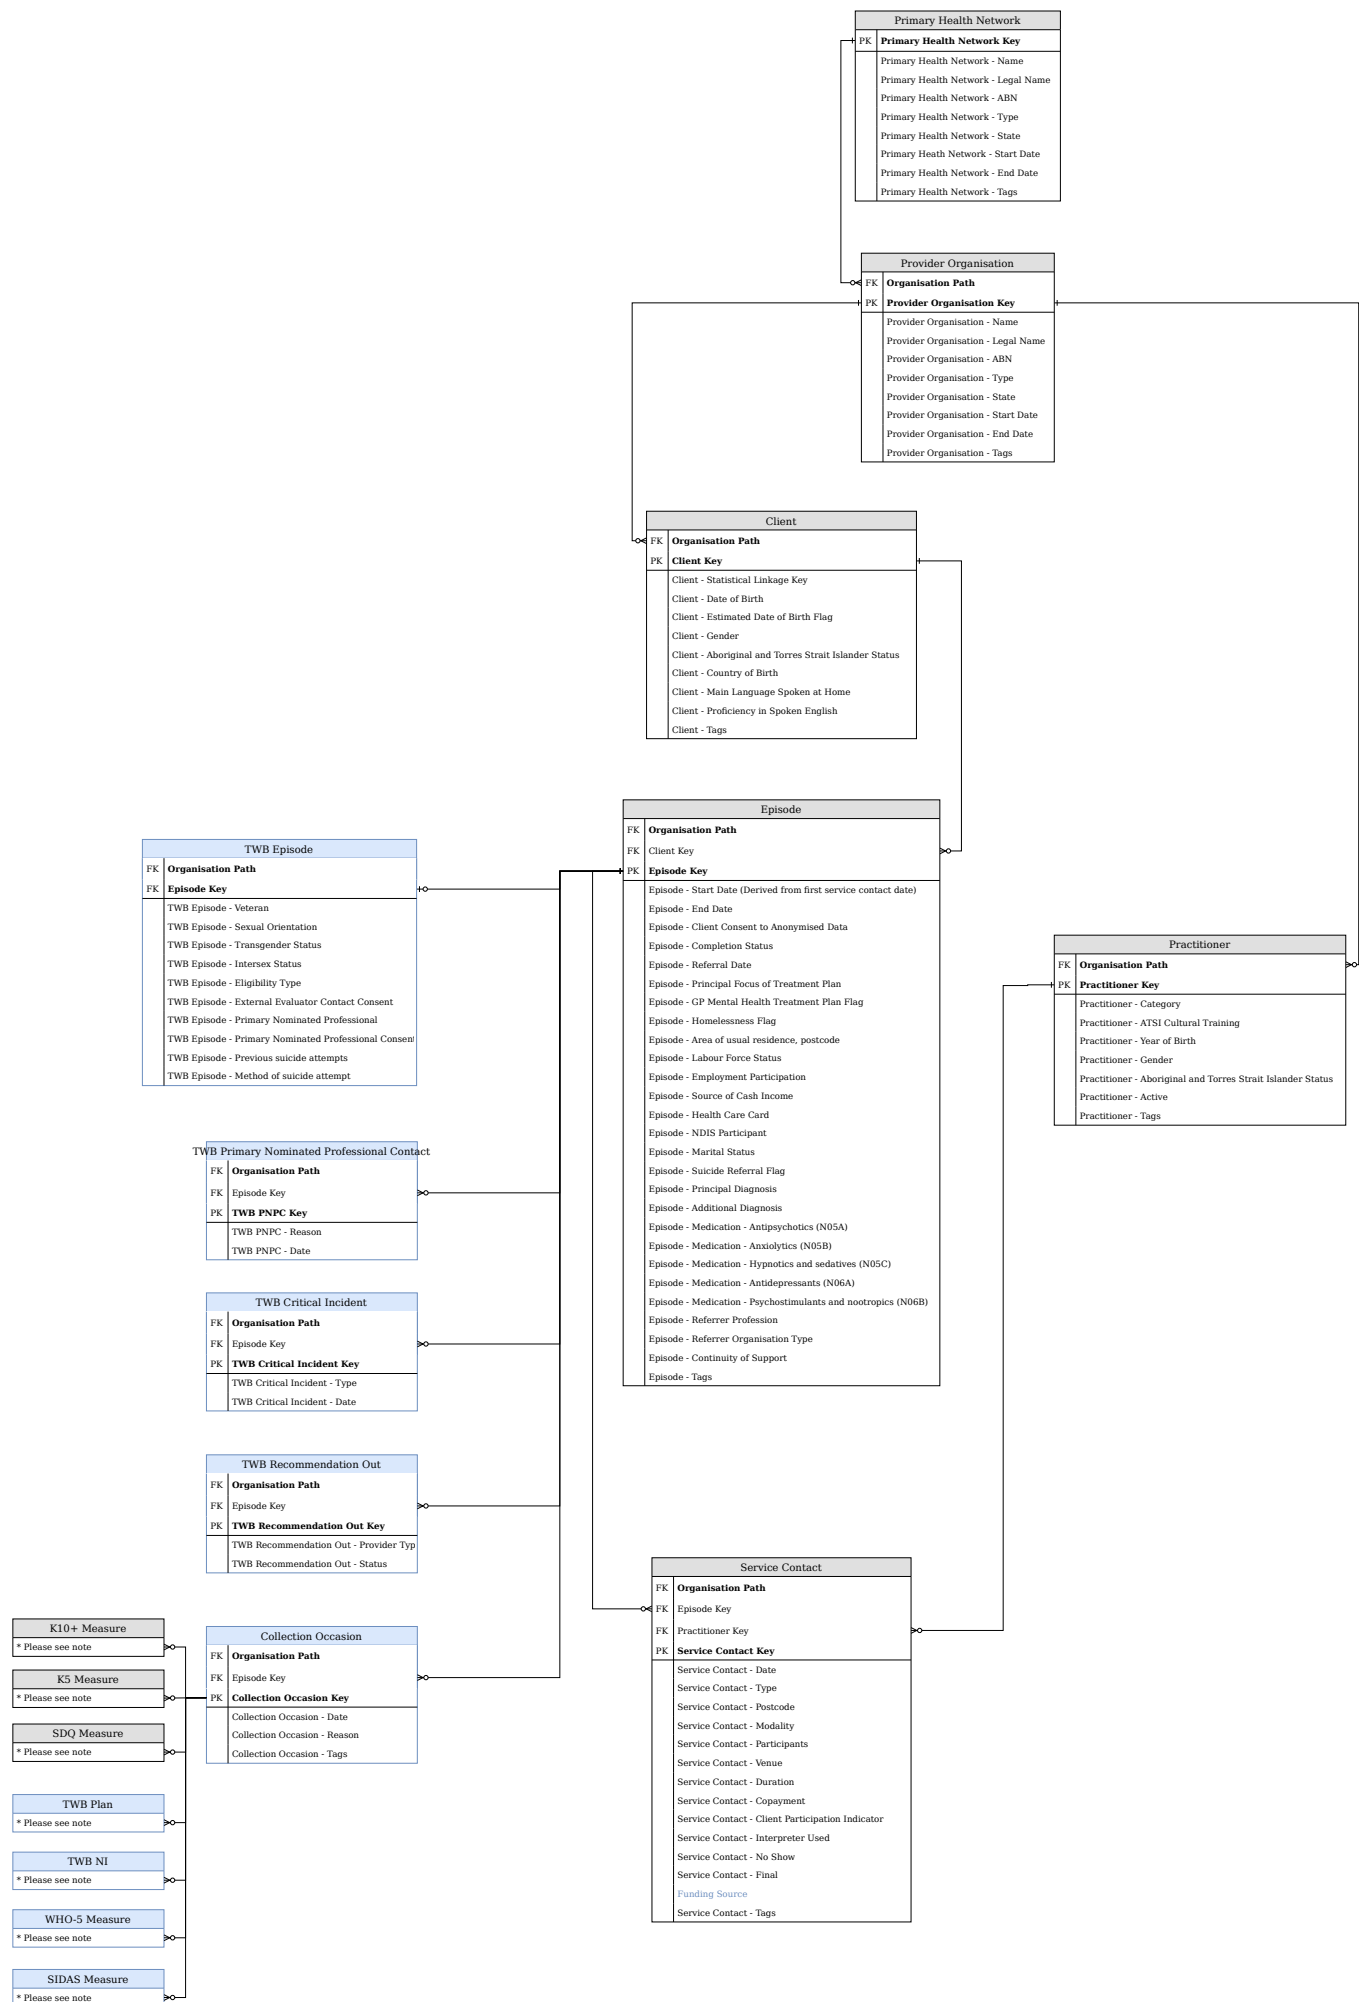 Primary Health Network
PK Primary Health Network Key
Primary Health Network - Name
Primary Health Network - Legal Name
Primary Health Network - ABN
Primary Health Network - Type
Primary Health Network - State
Primary Heath Network - Start Date
Primary Health Network - End Date
Primary Health Network - Tags
Provider Organisation
FK Organisation Path
PK Provider Organisation Key
Provider Organisation - Name
Provider Organisation - Legal Name
Provider Organisation - ABN
Provider Organisation - Type
Provider Organisation - State
Provider Organisation - Start Date
Provider Organisation - End Date
Provider Organisation - Tags
Client
FK Organisation Path
PK Client Key
Client - Statistical Linkage Key
Client - Date of Birth
Client - Estimated Date of Birth Flag
Client - Gender
Client - Aboriginal and Torres Strait Islander Status
Client - Country of Birth
Client - Main Language Spoken at Home
Client - Proficiency in Spoken English
Client - Tags
Episode
FK Organisation Path
FK Client Key
PK Episode Key
Episode - Start Date (Derived from first service contact date)
Episode - End Date
Episode - Client Consent to Anonymised Data
Episode - Completion Status
Episode - Referral Date
Episode - Principal Focus of Treatment Plan
Episode - GP Mental Health Treatment Plan Flag
Episode - Homelessness Flag
Episode - Area of usual residence, postcode
Episode - Labour Force Status
Episode - Employment Participation
Episode - Source of Cash Income
Episode - Health Care Card
Episode - NDIS Participant
Episode - Marital Status
Episode - Suicide Referral Flag
Episode - Principal Diagnosis
Episode - Additional Diagnosis
Episode - Medication - Antipsychotics (N05A)
Episode - Medication - Anxiolytics (N05B)
Episode - Medication - Hypnotics and sedatives (N05C)
Episode - Medication - Antidepressants (N06A)
Episode - Medication - Psychostimulants and nootropics (N06B)
Episode - Referrer Profession
Episode - Referrer Organisation Type
Episode - Continuity of Support
Episode - Tags
TWB Episode
FK Organisation Path
FK Episode Key
TWB Episode - Veteran
TWB Episode - Sexual Orientation
TWB Episode - Transgender Status
TWB Episode - Intersex Status
TWB Episode - Eligibility Type
TWB Episode - External Evaluator Contact Consent
TWB Episode - Primary Nominated Professional
TWB Episode - Primary Nominated Professional Consent
TWB Episode - Previous suicide attempts
TWB Episode - Method of suicide attempt
Practitioner
FK Organisation Path
PK Practitioner Key
Practitioner - Category
Practitioner - ATSI Cultural Training
Practitioner - Year of Birth
Practitioner - Gender
Practitioner - Aboriginal and Torres Strait Islander Status
Practitioner - Active
Practitioner - Tags
TWB Primary Nominated Professional Contact
FK Organisation Path
FK Episode Key
PK TWB PNPC Key
TWB PNPC - Reason
TWB PNPC - Date
TWB Critical Incident
FK Organisation Path
FK Episode Key
PK TWB Critical Incident Key
TWB Critical Incident - Type
TWB Critical Incident - Date
TWB Recommendation Out
FK Organisation Path
FK Episode Key
PK TWB Recommendation Out Key
TWB Recommendation Out - Provider Typ
TWB Recommendation Out - Status
Service Contact
FK Organisation Path
FK Episode Key
FK Practitioner Key
PK Service Contact Key
Service Contact - Date
Service Contact - Type
Service Contact - Postcode
Service Contact - Modality
Service Contact - Participants
Service Contact - Venue
Service Contact - Duration
Service Contact - Copayment
Service Contact - Client Participation Indicator
Service Contact - Interpreter Used
Service Contact - No Show
Service Contact - Final
Funding Source
Service Contact - Tags
Collection Occasion
FK Organisation Path
FK Episode Key
PK Collection Occasion Key
Collection Occasion - Date
Collection Occasion - Reason
Collection Occasion - Tags
K10+ Measure
* Please see note
K5 Measure
* Please see note
SDQ Measure
* Please see note
TWB Plan
* Please see note
TWB NI
* Please see note
WHO-5 Measure
* Please see note
SIDAS Measure
* Please see note